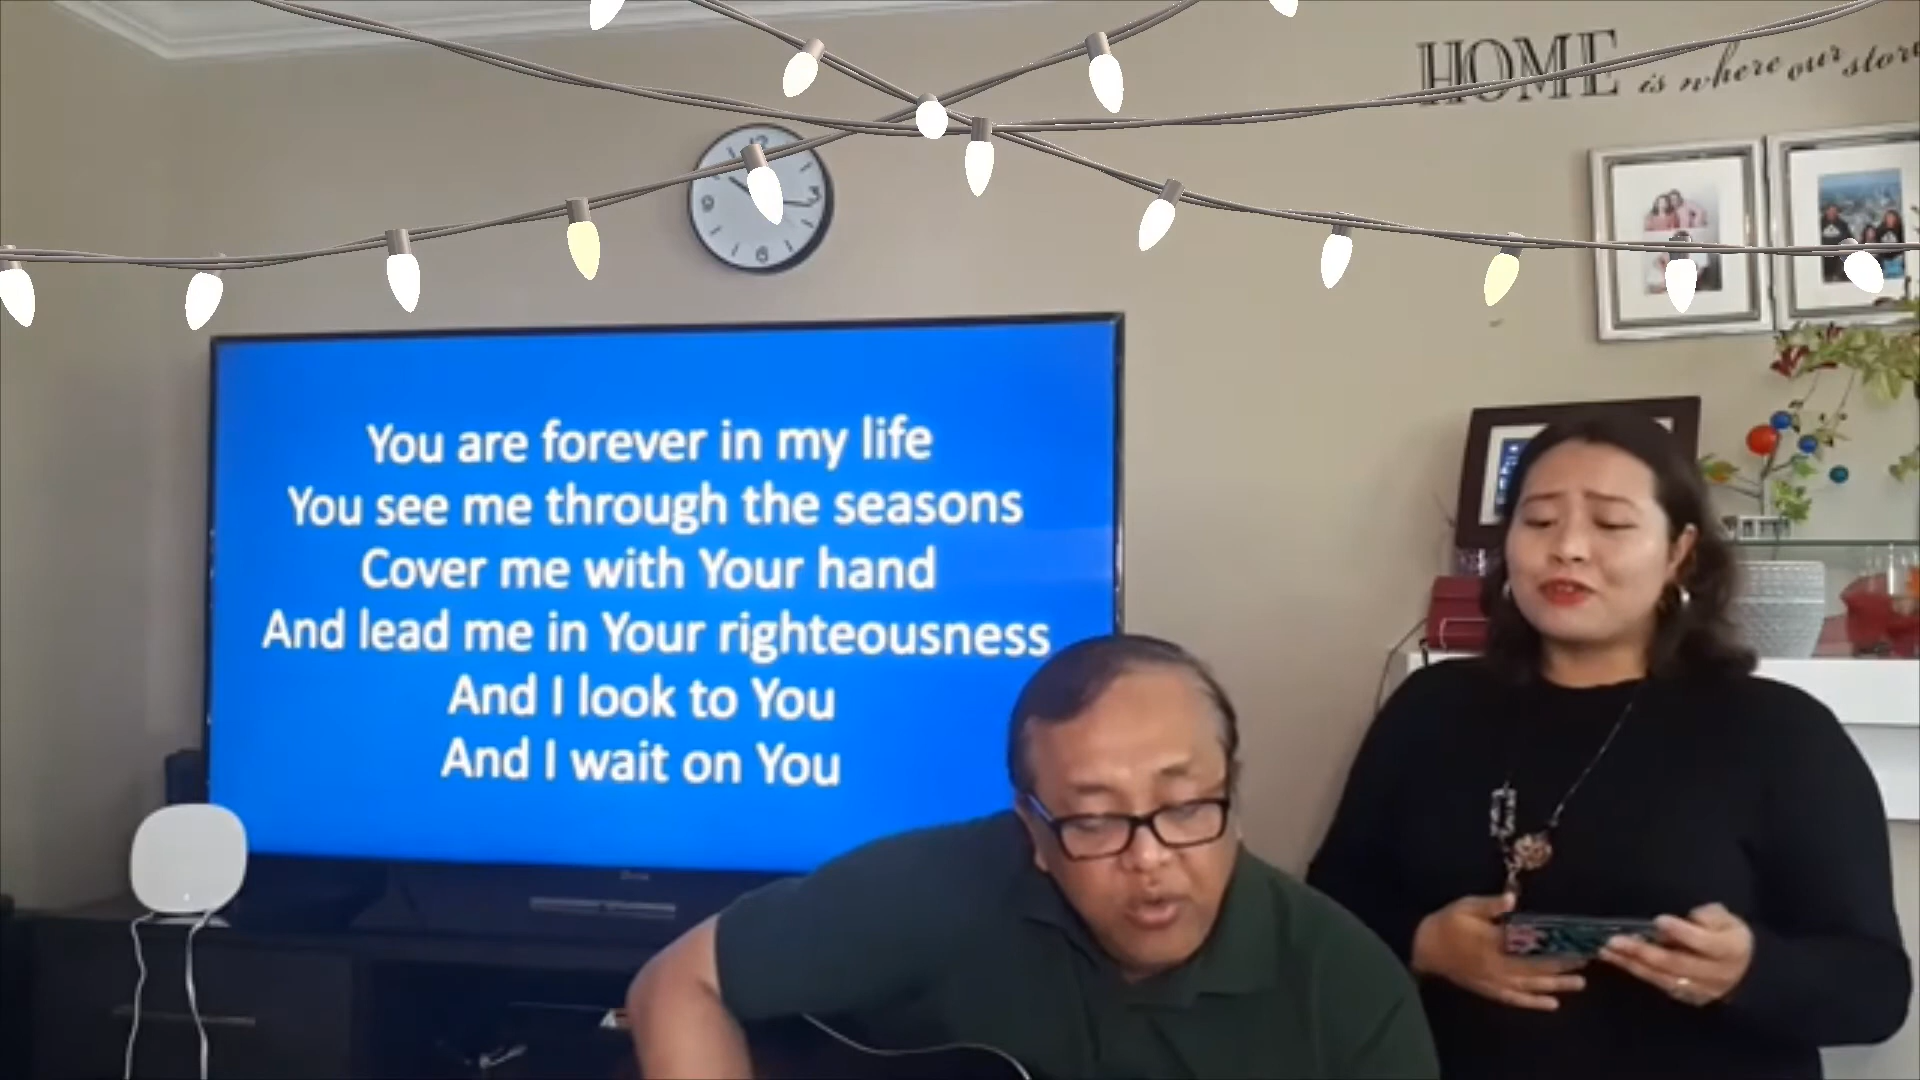 HOME is where our
You are forever in my life
You see me through the seasons
Cover me with Your hand
And lead me in Your righteousness
And I look to You
And I wait on You